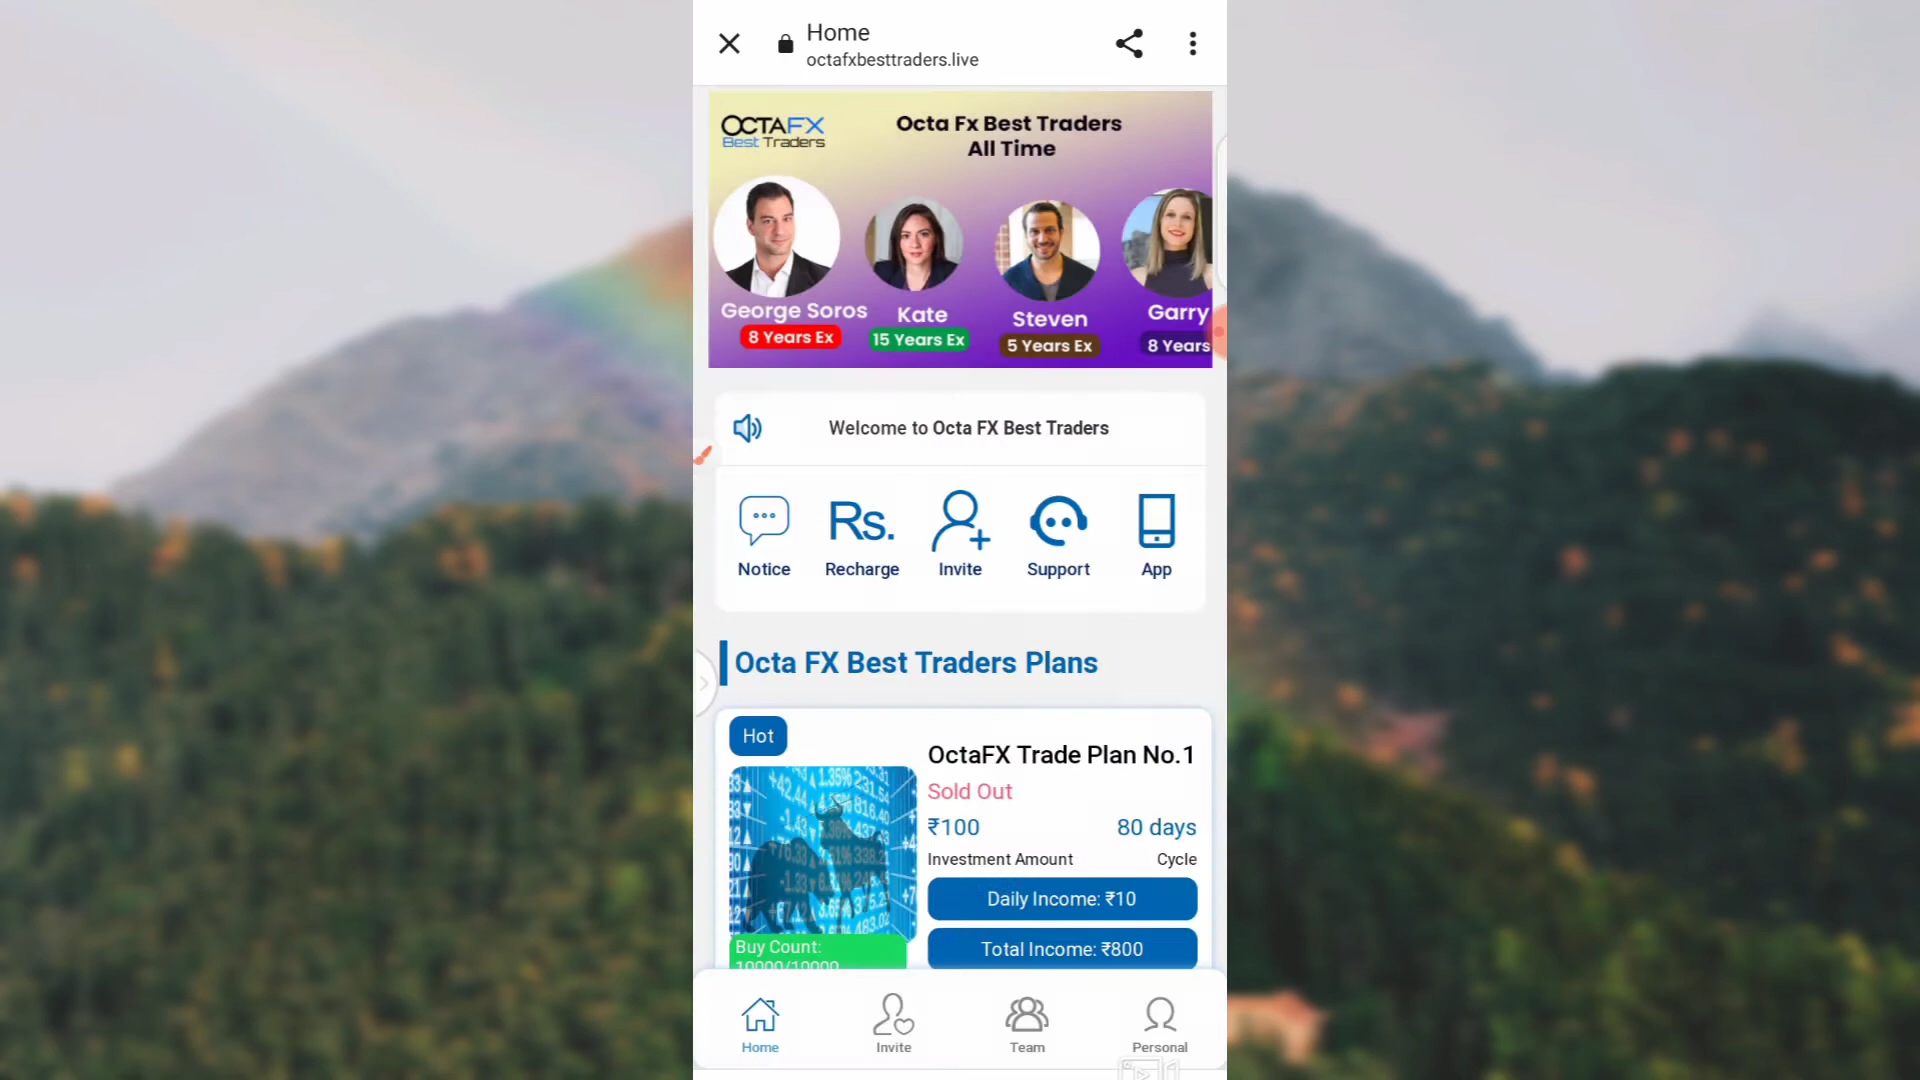 Home
octafxbesttraders.live
OCTAFX
Best Traders
Octa Fx Best Traders
All Time
George Soros
8 Years Ex
Kate
15 Years Ex
Steven
5 Years Ex
Garry
8 Years
Welcome to Octa FX Best Traders
Rs.
Notice
Recharge
Invite
Support
App
Octa FX Best Traders Plans
Hot
OctaFX Trade Plan No.1
Sold Out
₹100
80 days
Investment Amount
Cycle
Daily Income: ₹10
Total Income: ₹800
Buy Count:
10000/10000
Home
Invite
Team
Personal